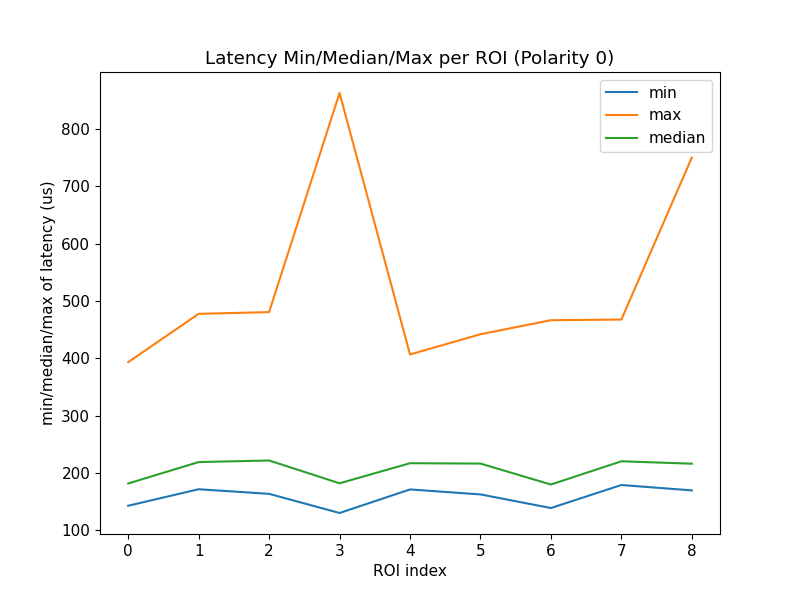 Latency Min/Median/Max per ROI (Polarity 0)
min
max
median
min/median/max of latency (us)
800
700
600
500
400
300
200
100
0 1 2 3 4 5 6 7 8
ROI index